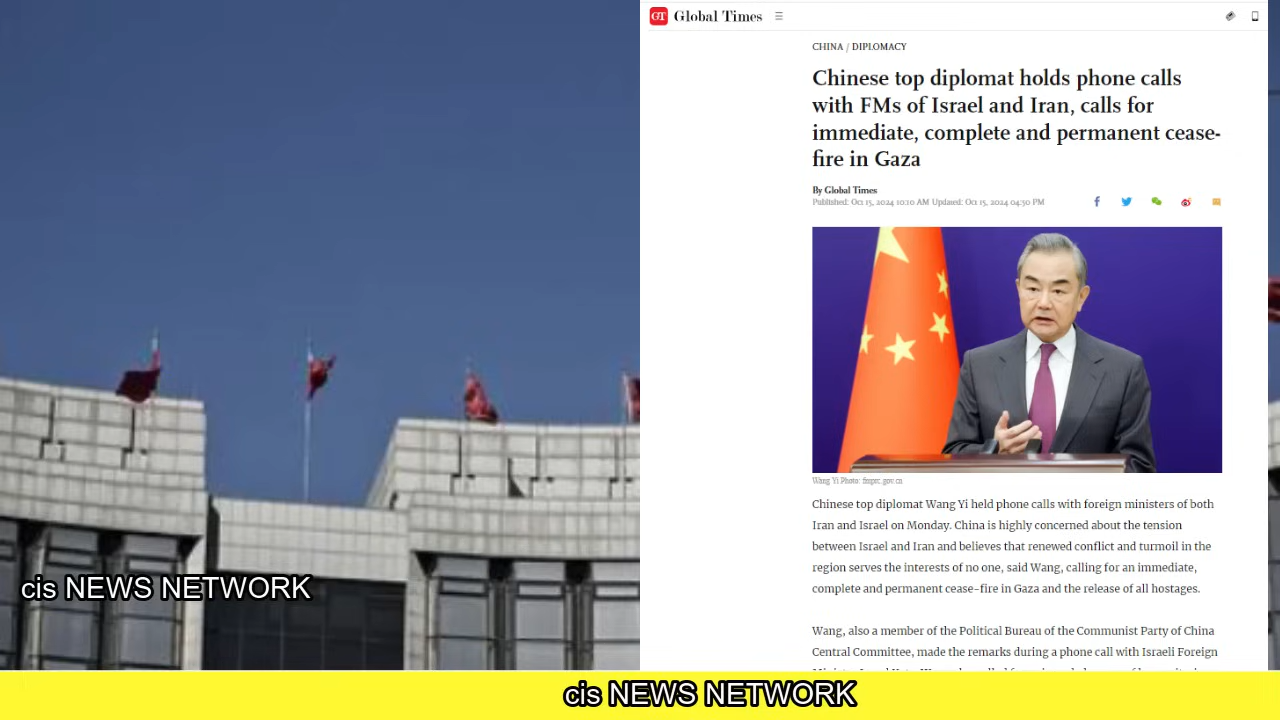 GT Global Times
CHINA / DIPLOMACY
Chinese top diplomat holds phone calls
with FMs of Israel and Iran, calls for
immediate, complete and permanent cease-
fire in Gaza
By Global Times
Published: Oct 15, 2024 10:10 AM Updated: Oct 15, 2024 04:50 PM
Wang Yi Photo: fmprc.gov.cn
Chinese top diplomat Wang Yi held phone calls with foreign ministers of both
Iran and Israel on Monday. China is highly concerned about the tension
between Israel and Iran and believes that renewed conflict and turmoil in the
region serves the interests of no one, said Wang, calling for an immediate,
complete and permanent cease-fire in Gaza and the release of all hostages.
Wang, also a member of the Political Bureau of the Communist Party of China
Central Committee, made the remarks during a phone call with Israeli Foreign
cis NEWS NETWORK
cis NEWS NETWORK